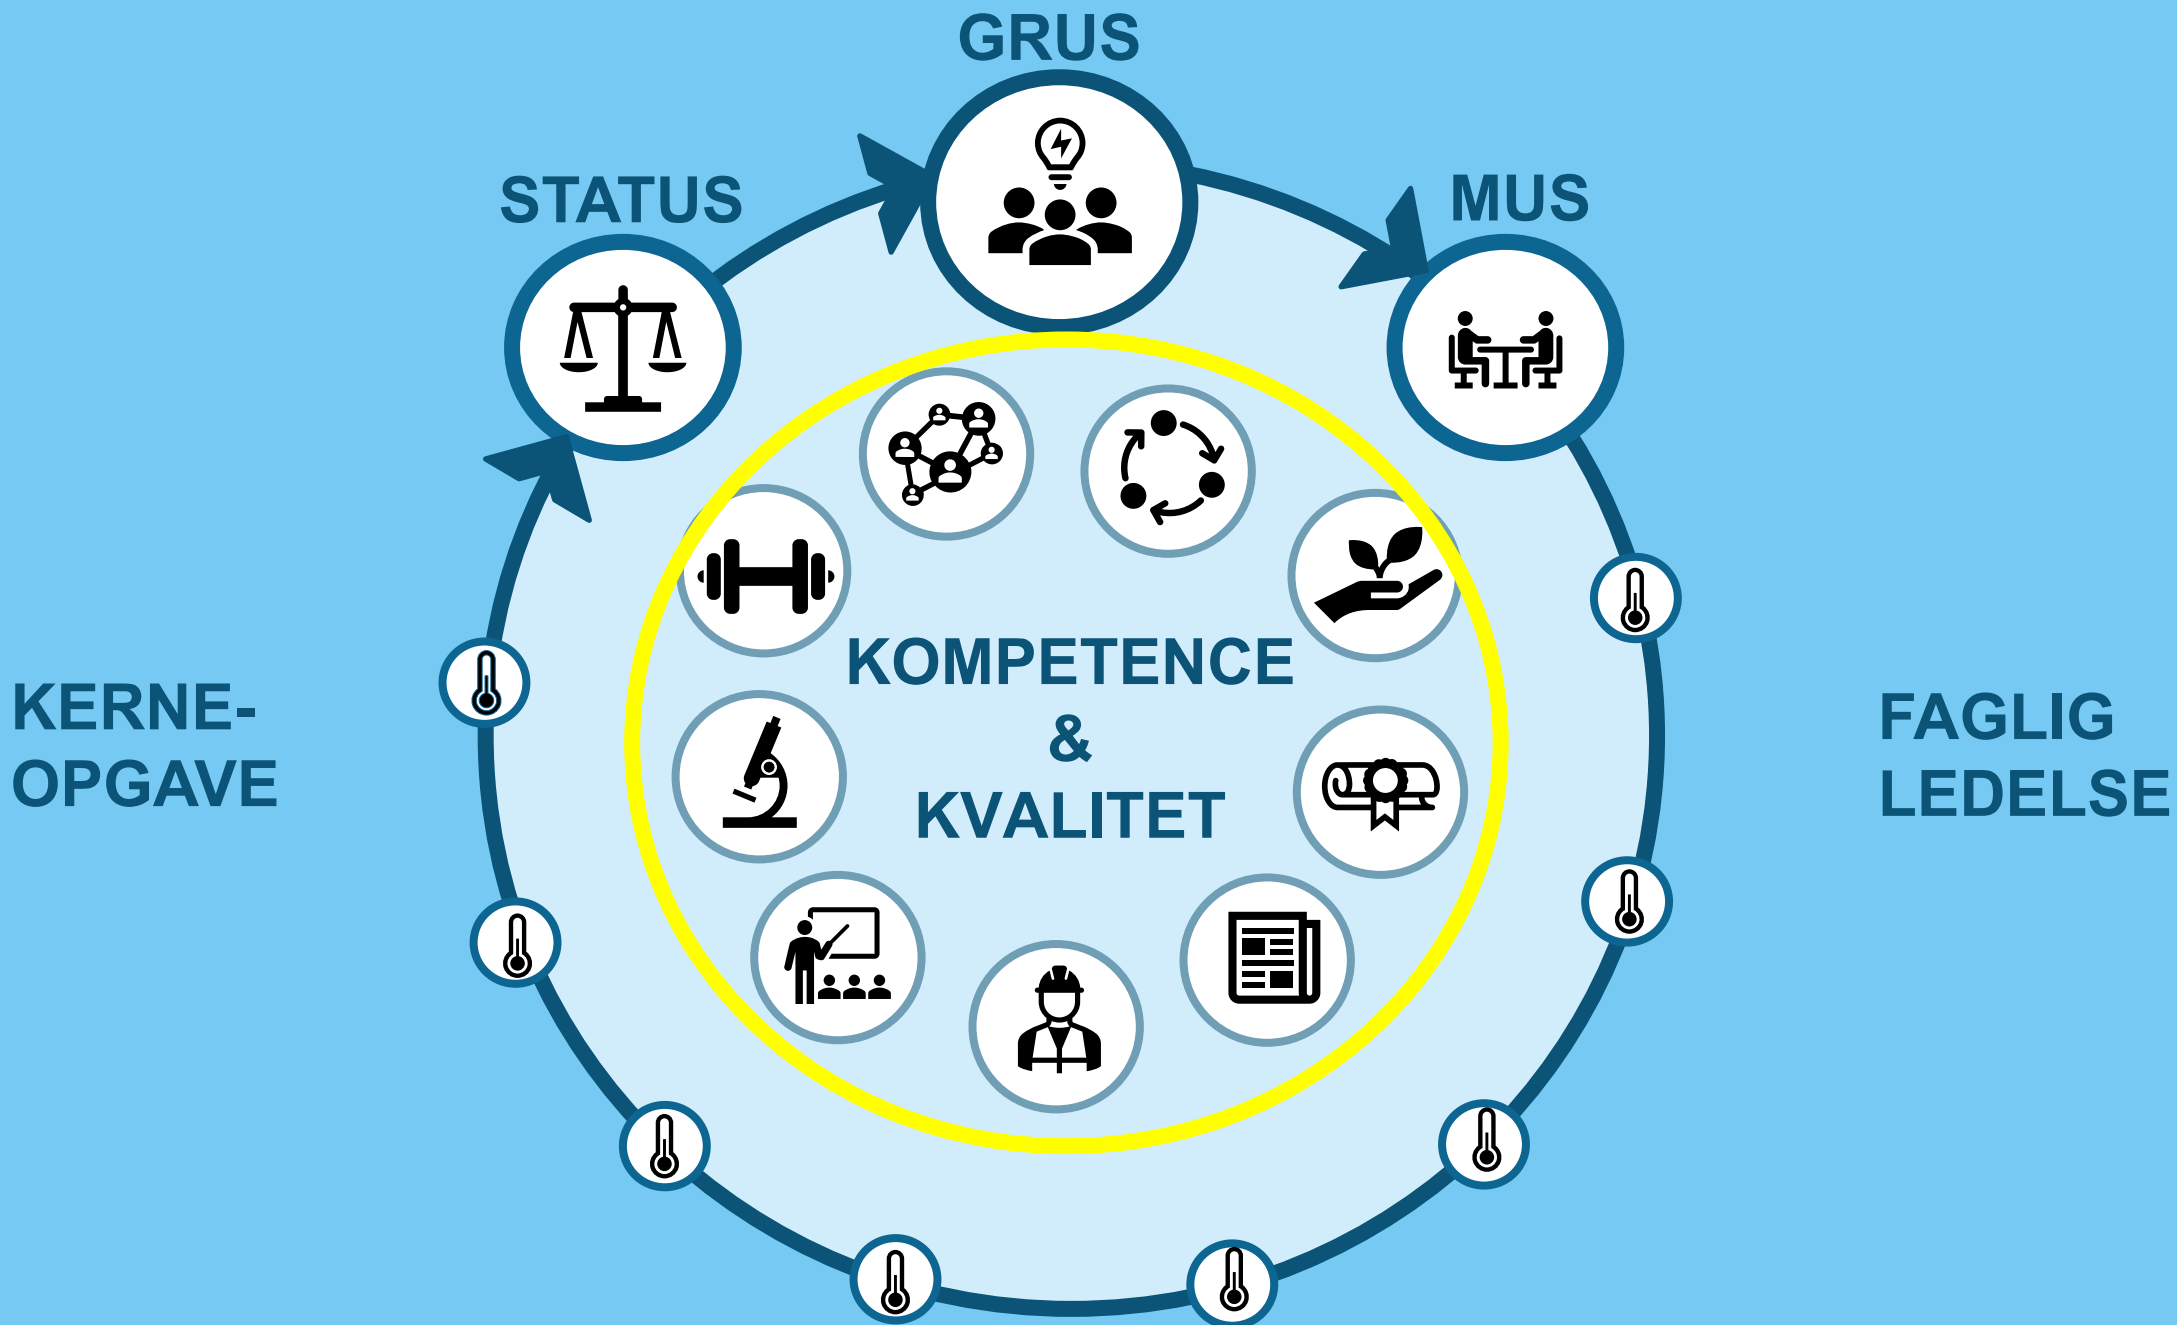 GRUS
STATUS
MUS
KOMPETENCE
&
KVALITET
KERNE-
OPGAVE
FAGLIG
LEDELSE